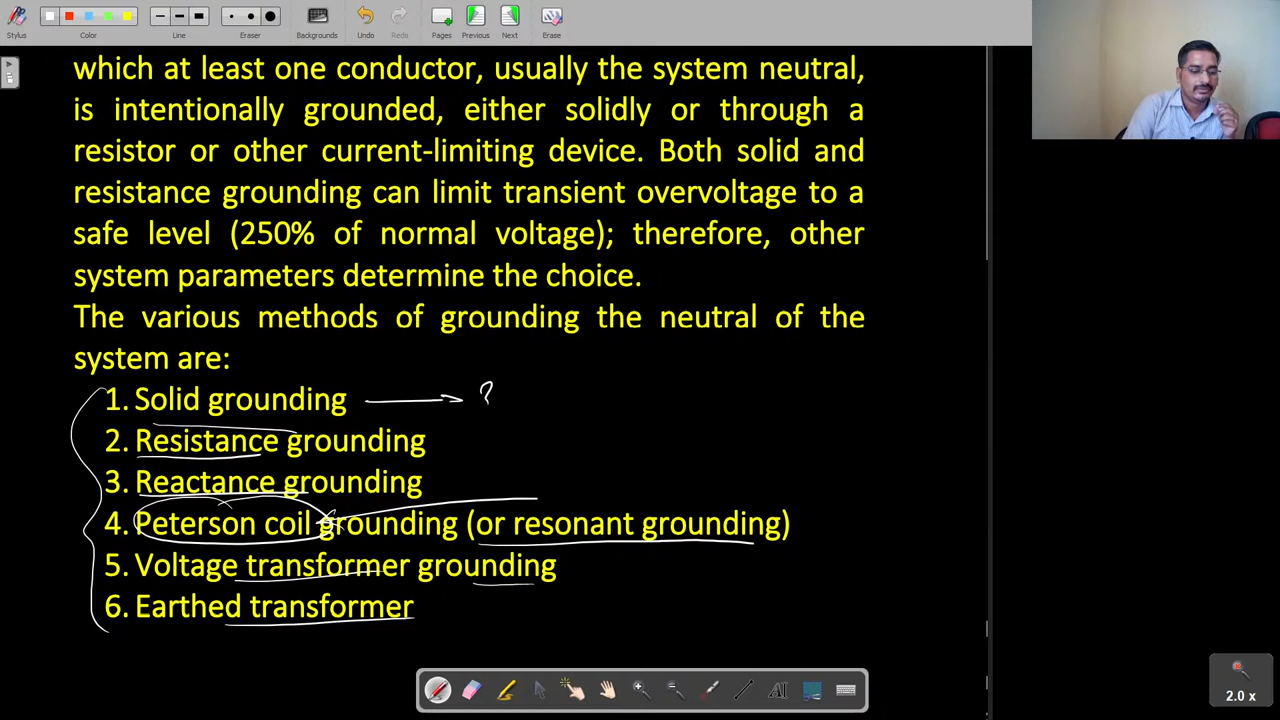 Stylus
Color
Line
Eraser
Backgrounds
Undo
Redo
Pages
Previous
Next
Erase
which at least one conductor, usually the system neutral,
is intentionally grounded, either solidly or through a
resistor or other current-limiting device. Both solid and
resistance grounding can limit transient overvoltage to a
safe level (250% of normal voltage); therefore, other
system parameters determine the choice.
The various methods of grounding the neutral of the
system are:
1. Solid grounding ?
2. Resistance grounding
3. Reactance grounding
4. Peterson coil grounding (or resonant grounding)
5. Voltage transformer grounding
6. Earthed transformer
AI
2.0 x